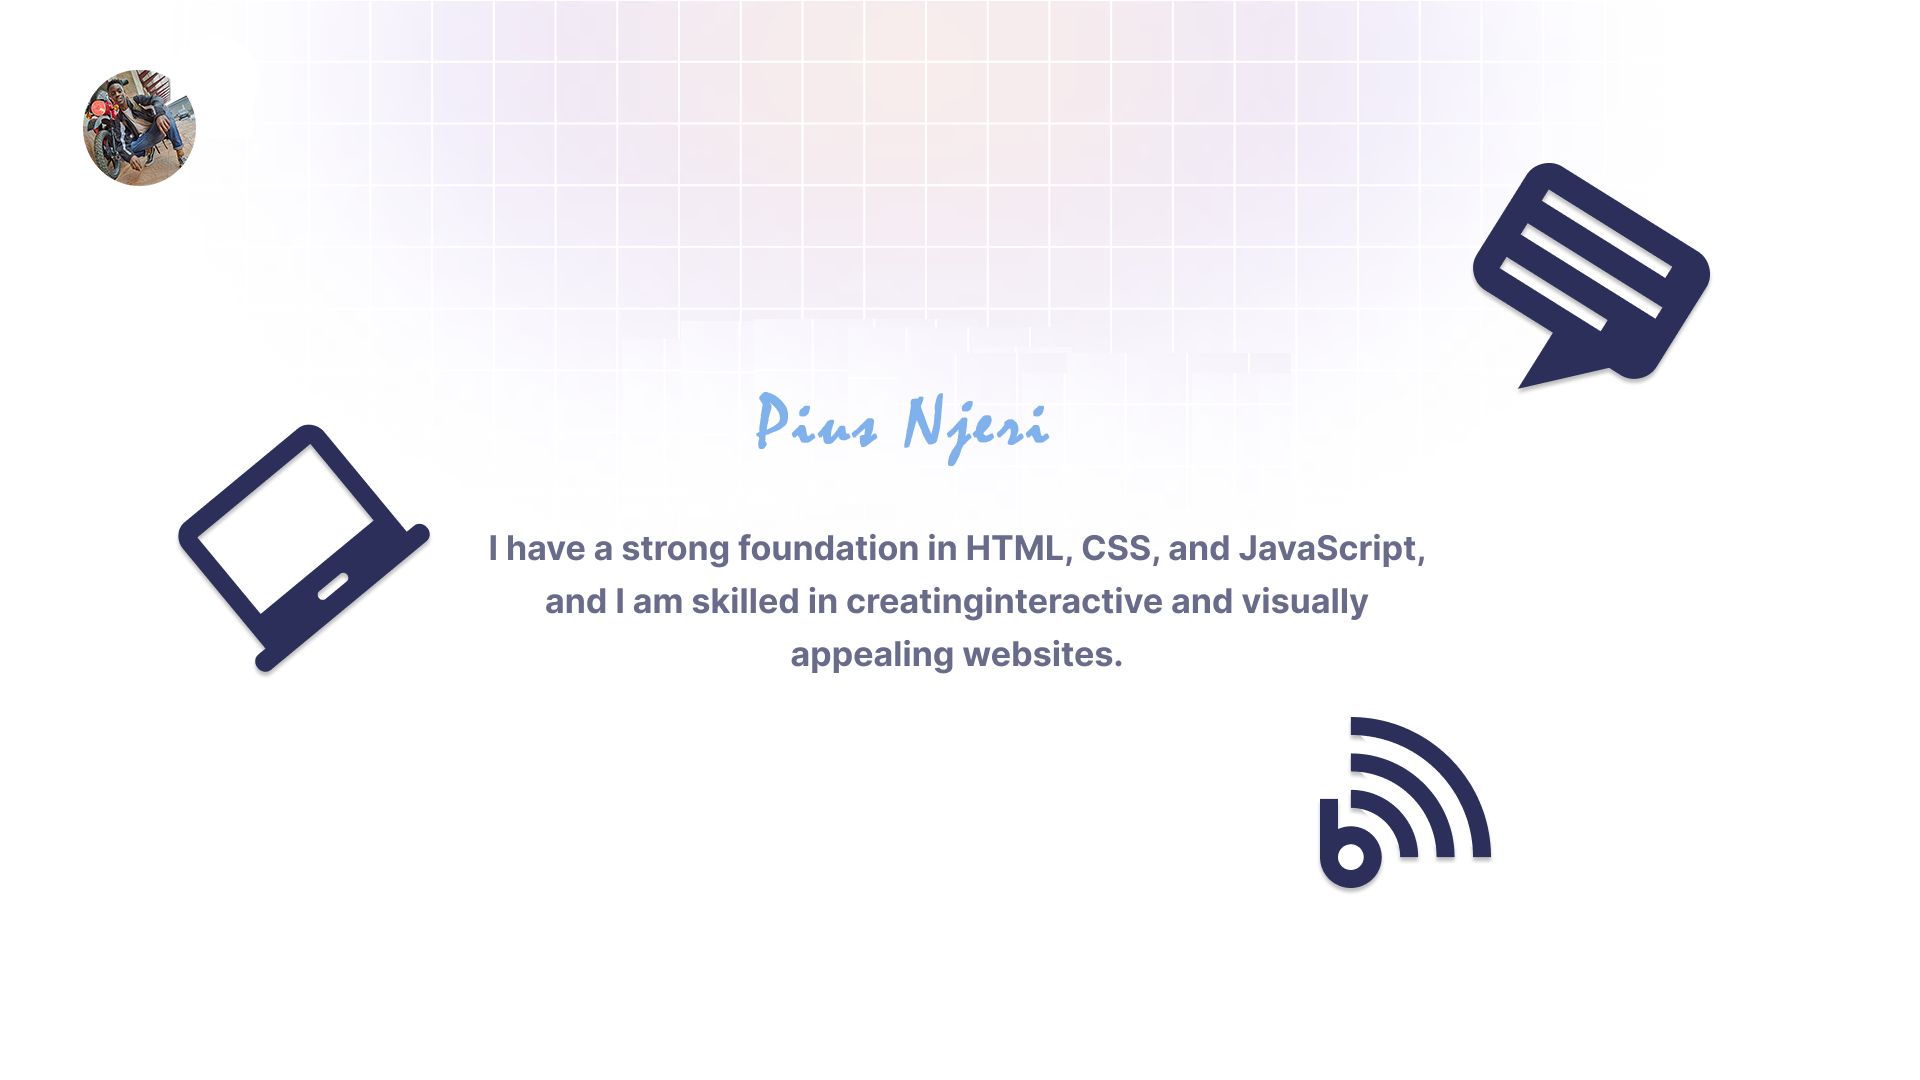 Pius Njeri
I have a strong foundation in HTML, CSS, and JavaScript,
and I am skilled in creatinginteractive and visually
appealing websites.